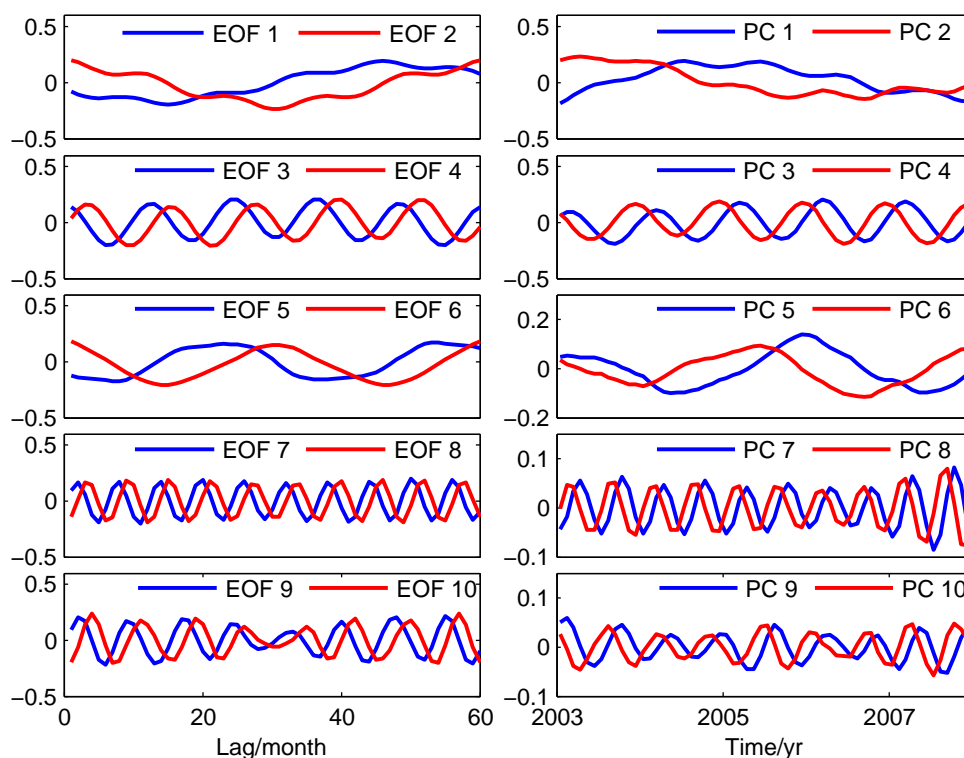 0.5 EOF 1 EOF 2
0
−0.5
0.5 PC 1 PC 2
0
−0.5
0.5 EOF 3 EOF 4
0
−0.5
0.5 PC 3 PC 4
0
−0.5
0.5 EOF 5 EOF 6
0
−0.5
0.2 PC 5 PC 6
0
−0.2
0.5 EOF 7 EOF 8
0
−0.5
0.1 PC 7 PC 8
0
−0.1
0.5 EOF 9 EOF 10
0
−0.5
0 20 40 60
Lag/month
0.1 PC 9 PC 10
0
−0.1
2003 2005 2007
Time/yr